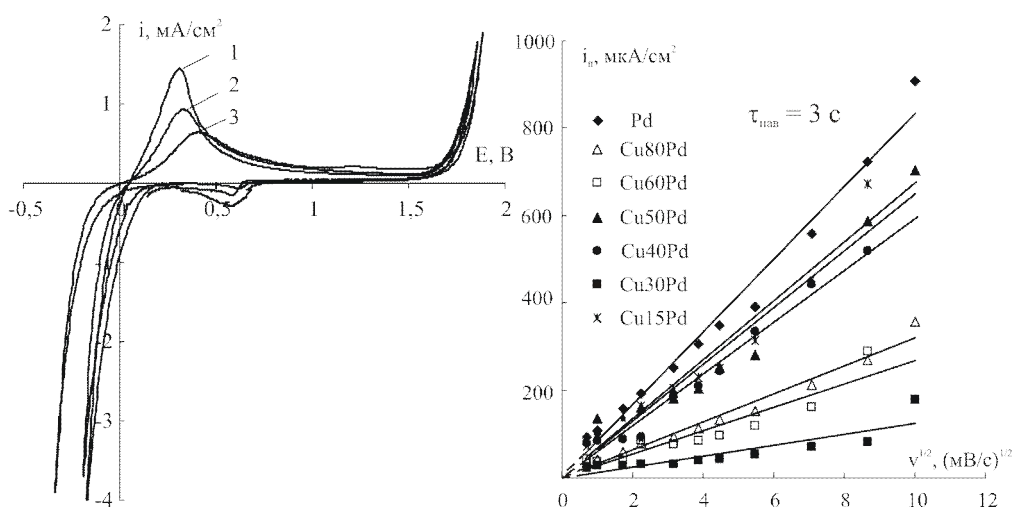 2
i, мА/см²
1
1
2
3
E, В
-0,5
0
0,5
1
1,5
2
-2
-3
-4
1000
iп, мкА/см²
τнав = 3 с
Pd
Cu80Pd
Cu60Pd
Cu50Pd
Cu40Pd
Cu30Pd
Cu15Pd
800
600
400
200
v1/2, (мВ/с)1/2
0
2
4
6
8
10
12